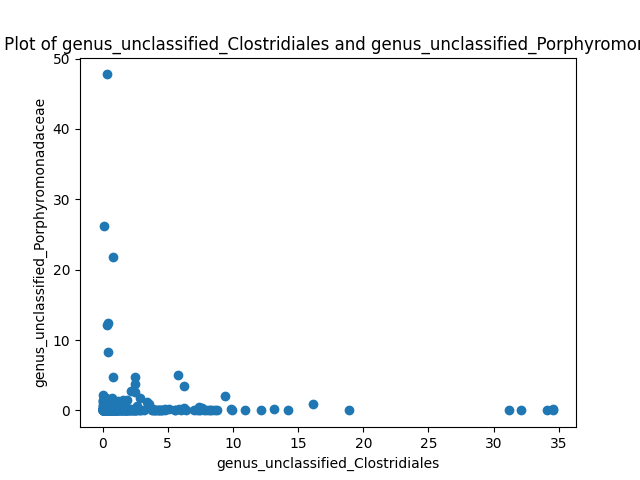 Plot of genus_unclassified_Clostridiales and genus_unclassified_Porphyromon
50
40
30
20
10
0
genus_unclassified_Porphyromonadaceae
0 5 10 15 20 25 30 35
genus_unclassified_Clostridiales